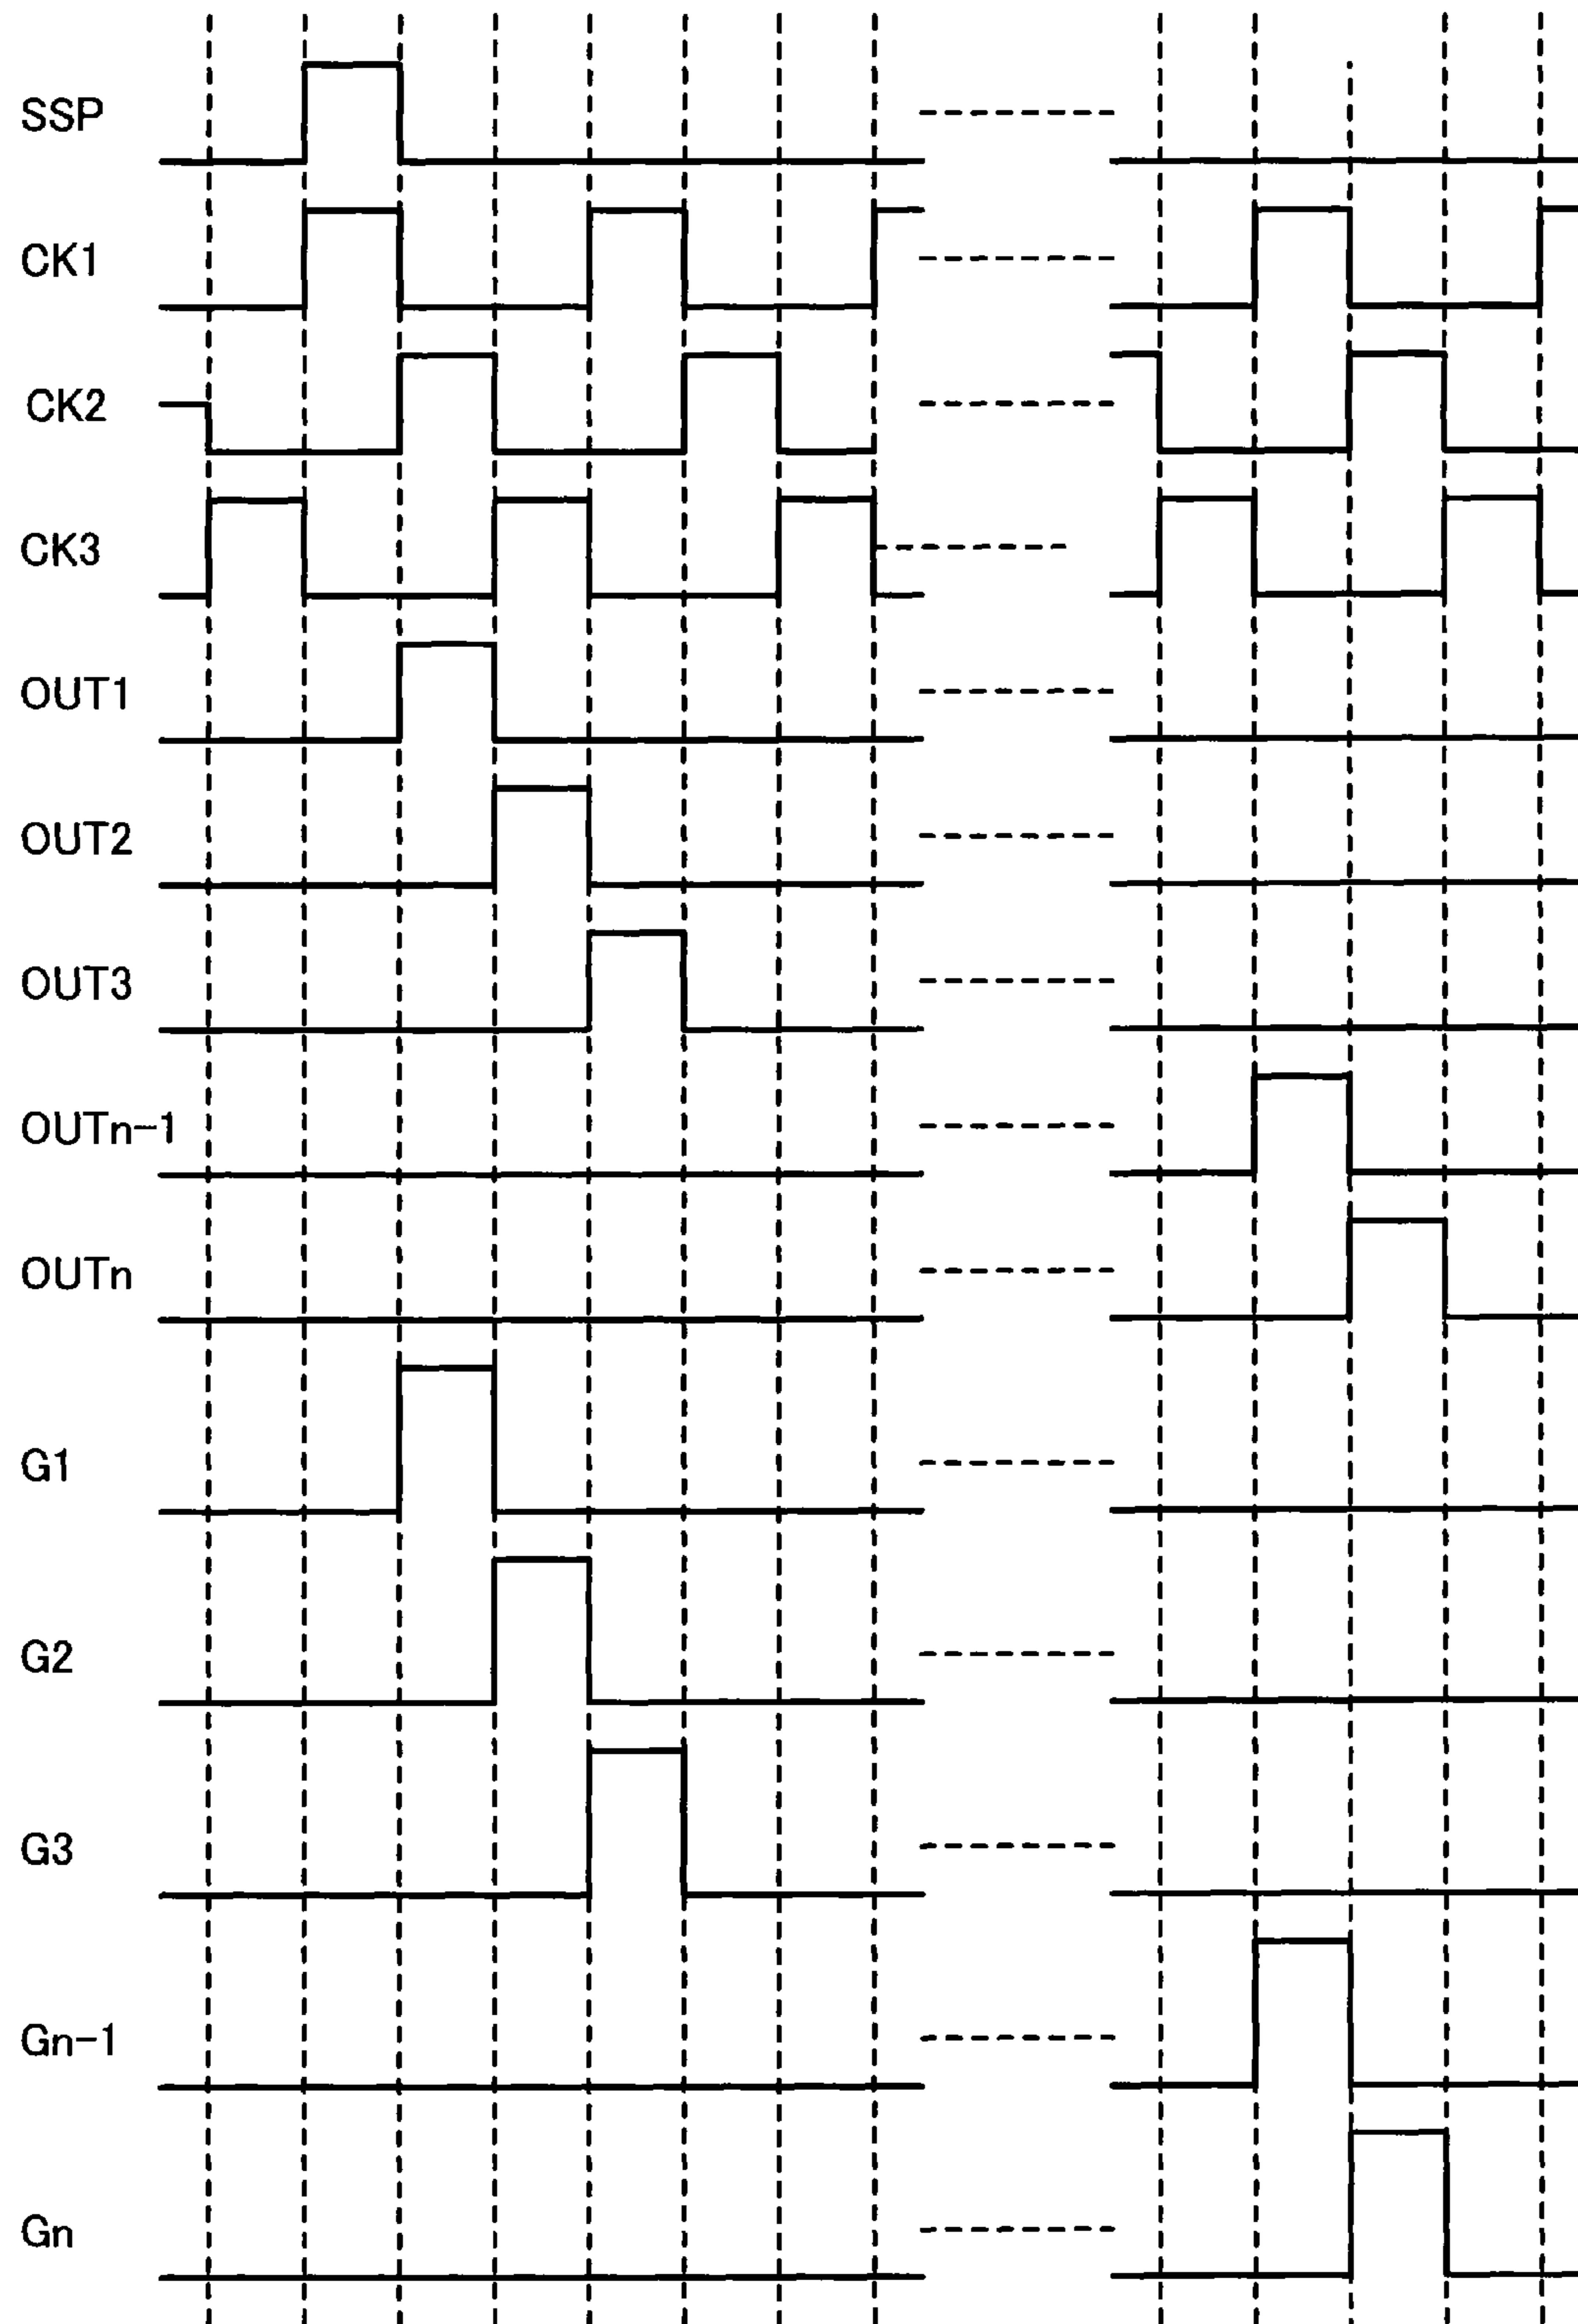 SSP
CK1
CK2
CK3
OUT1
OUT2
OUT3
OUTn-1
OUTn
G1
G2
G3
Gn-1
Gn